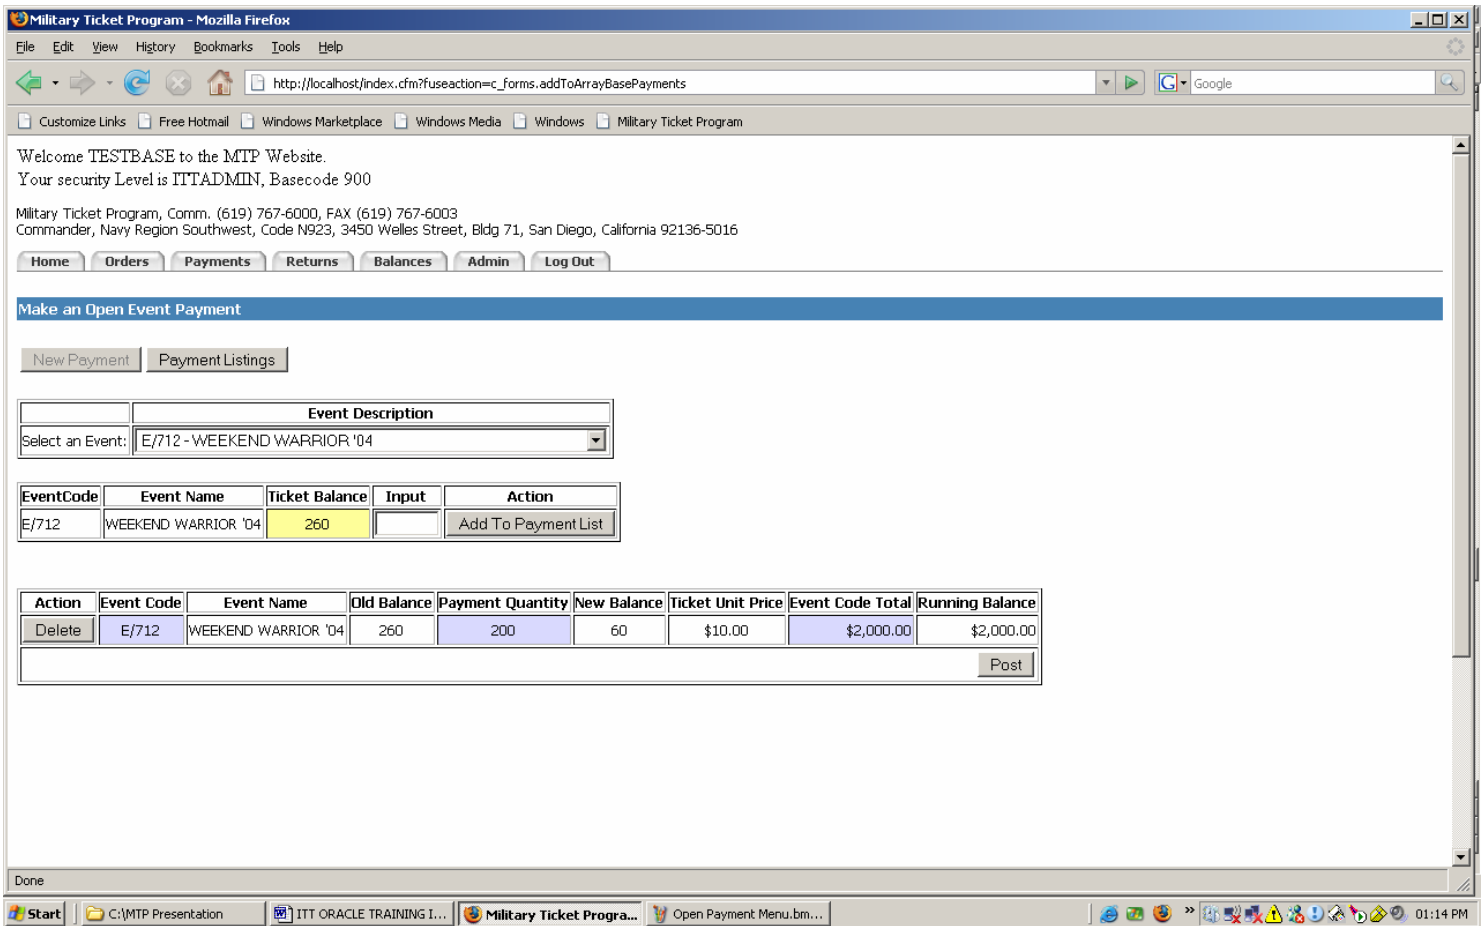 Military Ticket Program - Mozilla Firefox
File Edit View History Bookmarks Tools Help
http://localhost/index.cfm?fuseaction=c_forms.addToArrayBasePayments
G Google
Customize Links Free Hotmail Windows Marketplace Windows Media Windows Military Ticket Program
Welcome TESTBASE to the MTP Website.
Your security Level is ITTADMIN, Basecode 900
Military Ticket Program, Comm. (619) 767-6000, FAX (619) 767-6003
Commander, Navy Region Southwest, Code N923, 3450 Welles Street, Bldg 71, San Diego, California 92136-5016
Home Orders Payments Returns Balances Admin Log Out
Make an Open Event Payment
New Payment Payment Listings
Event Description
Select an Event: E/712 - WEEKEND WARRIOR '04
EventCode Event Name Ticket Balance Input Action
E/712 WEEKEND WARRIOR '04 260 Add To Payment List
Action Event Code Event Name Old Balance Payment Quantity New Balance Ticket Unit Price Event Code Total Running Balance
Delete E/712 WEEKEND WARRIOR '04 260 200 60 $10.00 $2,000.00 $2,000.00
Post
Done
Start C:\MTP Presentation ITT ORACLE TRAINING I... Military Ticket Progra... Open Payment Menu.bm... » 01:14 PM